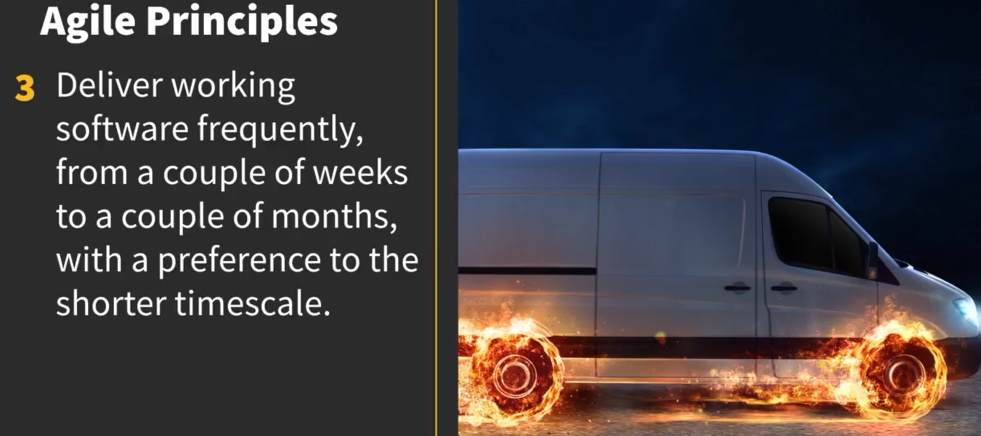 Agile Principles
3 Deliver working
software frequently,
from a couple of weeks
to a couple of months,
with a preference to the
shorter timescale.